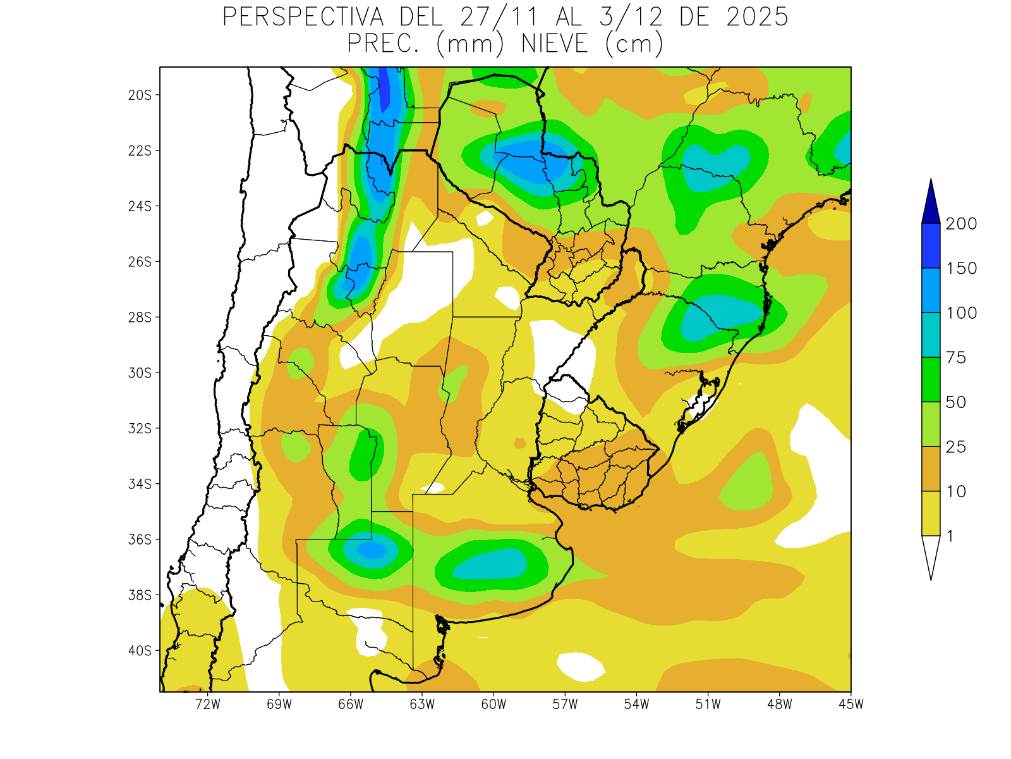 PERSPECTIVA DEL 27/11 AL 3/12 DE 2025
PREC. (mm) NIEVE (cm)
20S
22S
24S
26S
28S
30S
32S
34S
36S
38S
40S
72W 69W 66W 63W 60W 57W 54W 51W 48W 45W
200
150
100
75
50
25
10
1